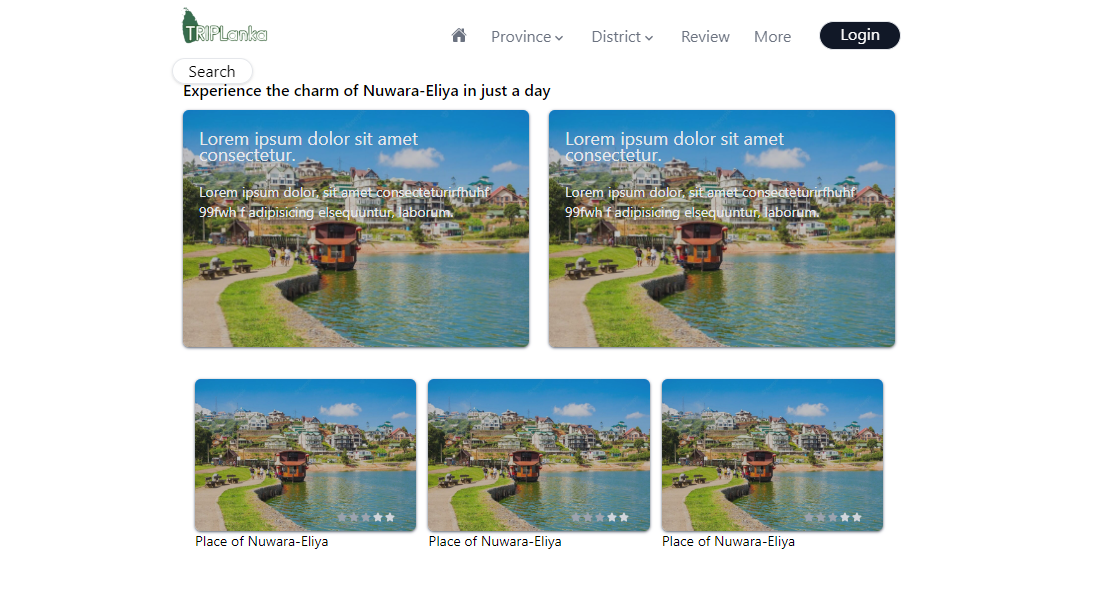 TRIPLanka
Province
District
Review
More
Login
Search
Experience the charm of Nuwara-Eliya in just a day
Lorem ipsum dolor sit amet
consectetur.
Lorem ipsum dolor, sit amet consecteturirfhuhf
99fwh f adipisicing elsequuntur, laborum.
Lorem ipsum dolor sit amet
consectetur.
Lorem ipsum dolor, sit amet consecteturirfhuhf
99fwh f adipisicing elsequuntur, laborum.
Place of Nuwara-Eliya
Place of Nuwara-Eliya
Place of Nuwara-Eliya